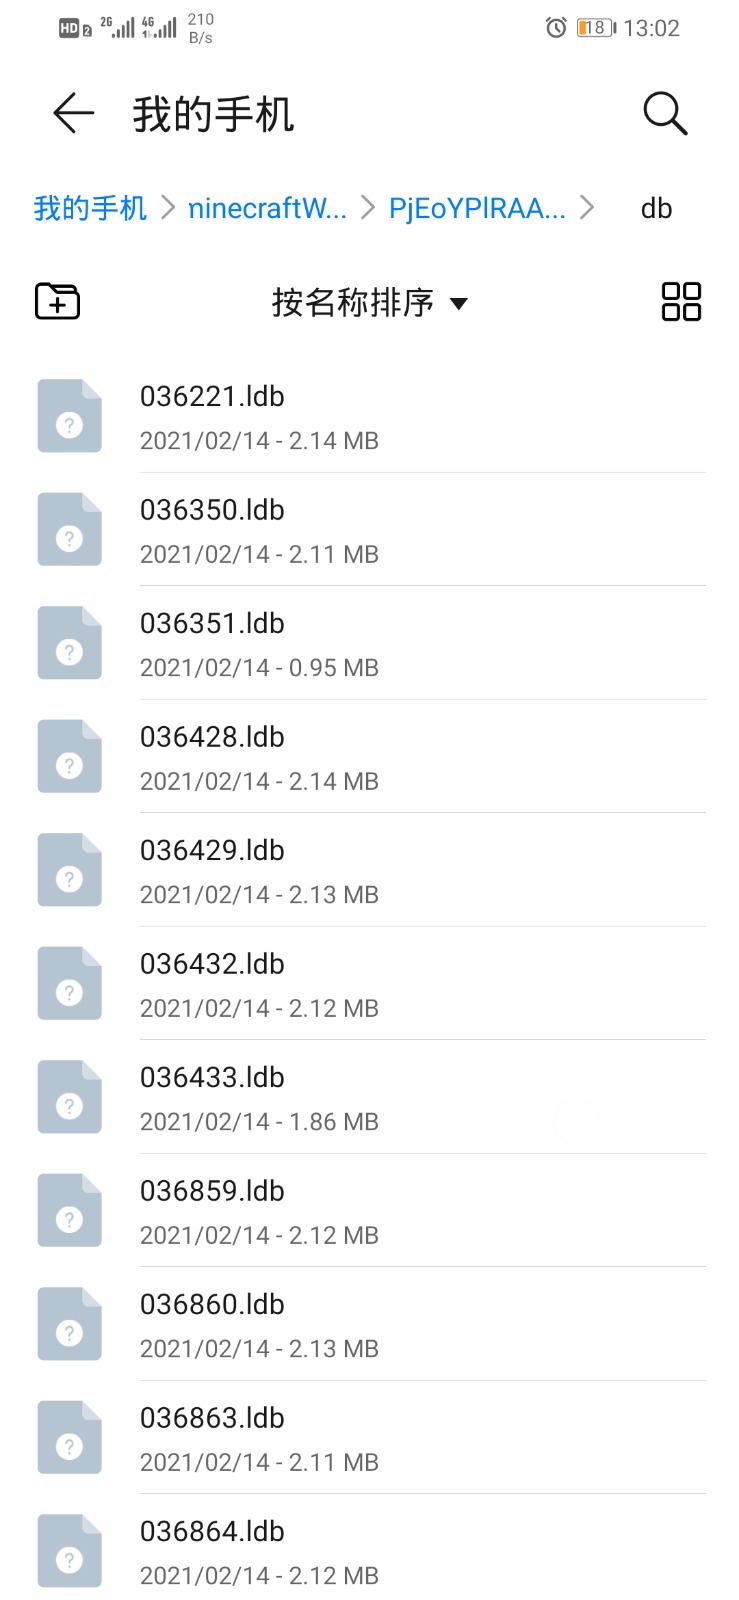 HD 2 2G 4G 210 B/s 18 13:02
我的手机
我的手机 ninecraftW... PjEoYPlRAA... db
按名称排序
036221.ldb
2021/02/14 - 2.14 MB
036350.ldb
2021/02/14 - 2.11 MB
036351.ldb
2021/02/14 - 0.95 MB
036428.ldb
2021/02/14 - 2.14 MB
036429.ldb
2021/02/14 - 2.13 MB
036432.ldb
2021/02/14 - 2.12 MB
036433.ldb
2021/02/14 - 1.86 MB
036859.ldb
2021/02/14 - 2.12 MB
036860.ldb
2021/02/14 - 2.13 MB
036863.ldb
2021/02/14 - 2.11 MB
036864.ldb
2021/02/14 - 2.12 MB